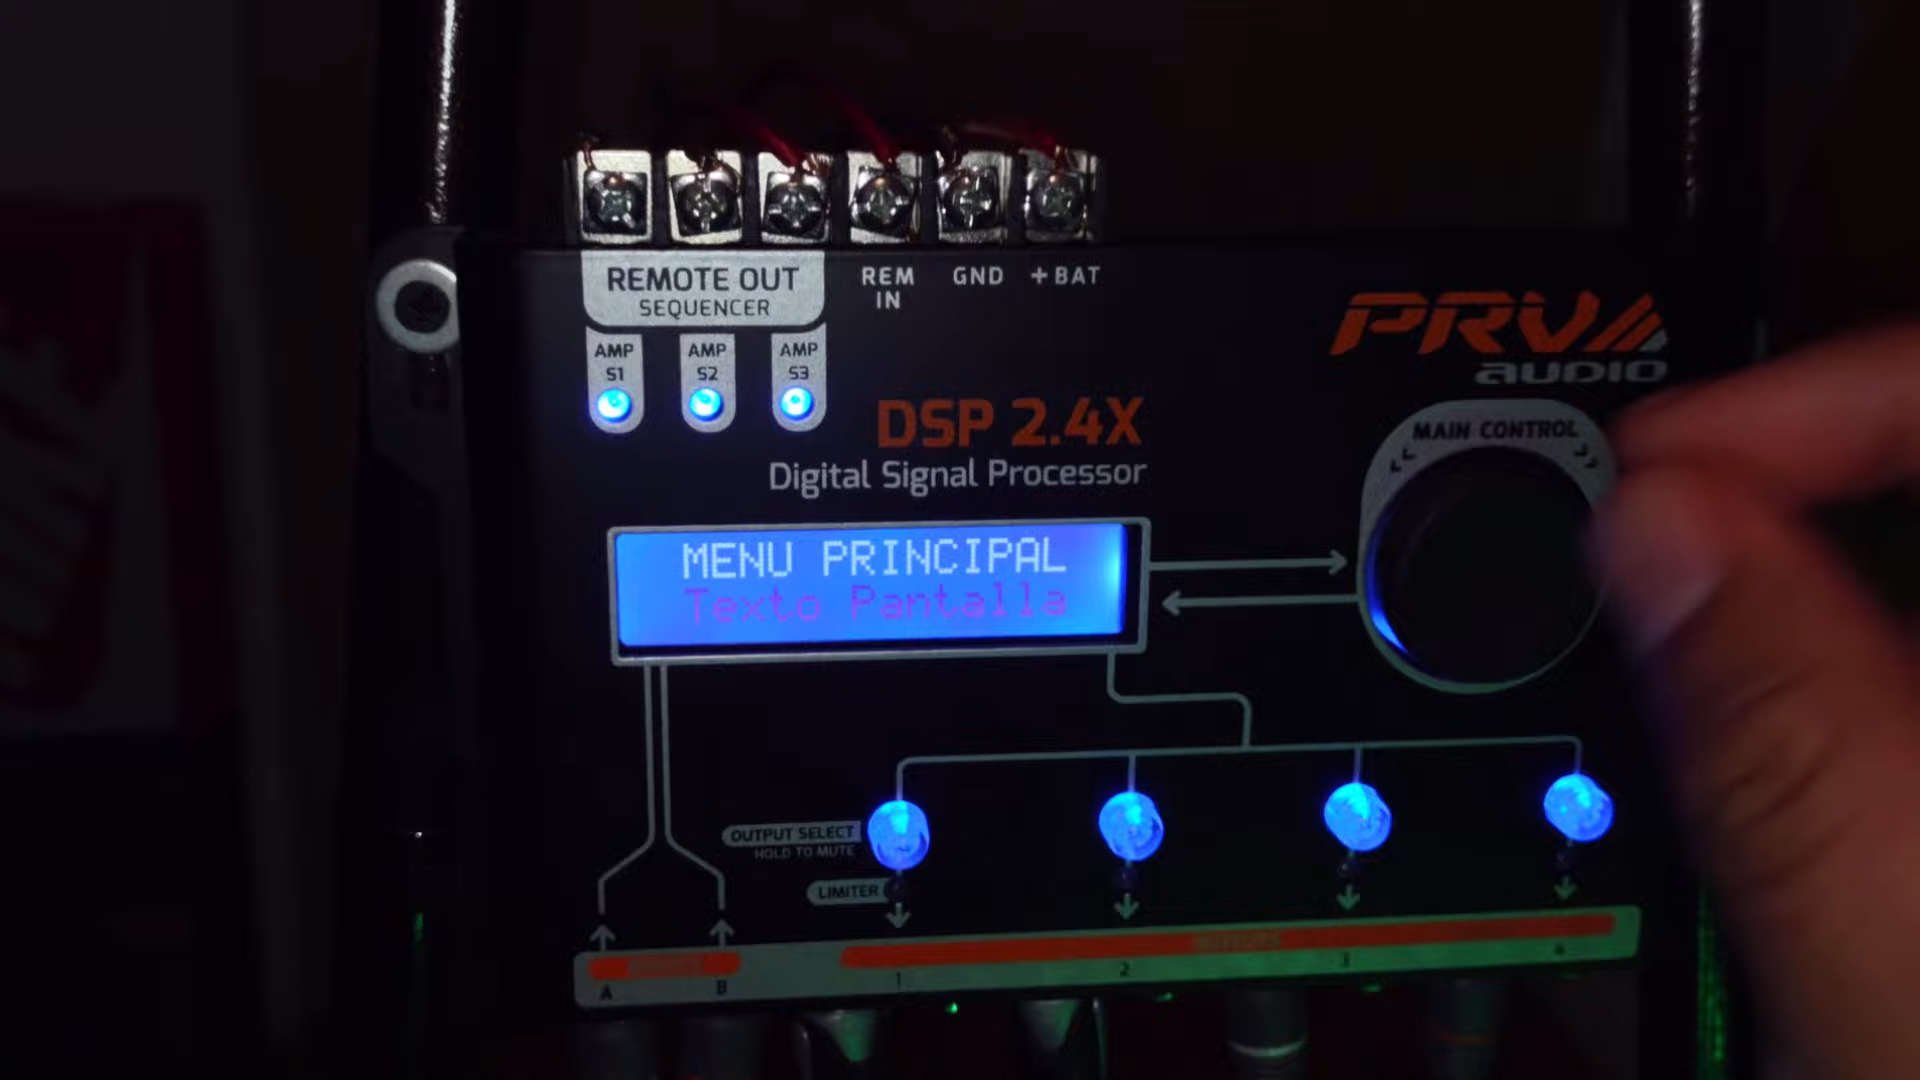 REMOTE OUT
SEQUENCER
REM
IN
GND
+BAT
AMP
S1
AMP
S2
AMP
S3
PRV
AUDIO
DSP 2.4X
Digital Signal Processor
MAIN CONTROL
MENU PRINCIPAL
Texto Pantalla
OUTPUT SELECT
HOLD TO MUTE
LIMITER
A
B
1
2
3
4